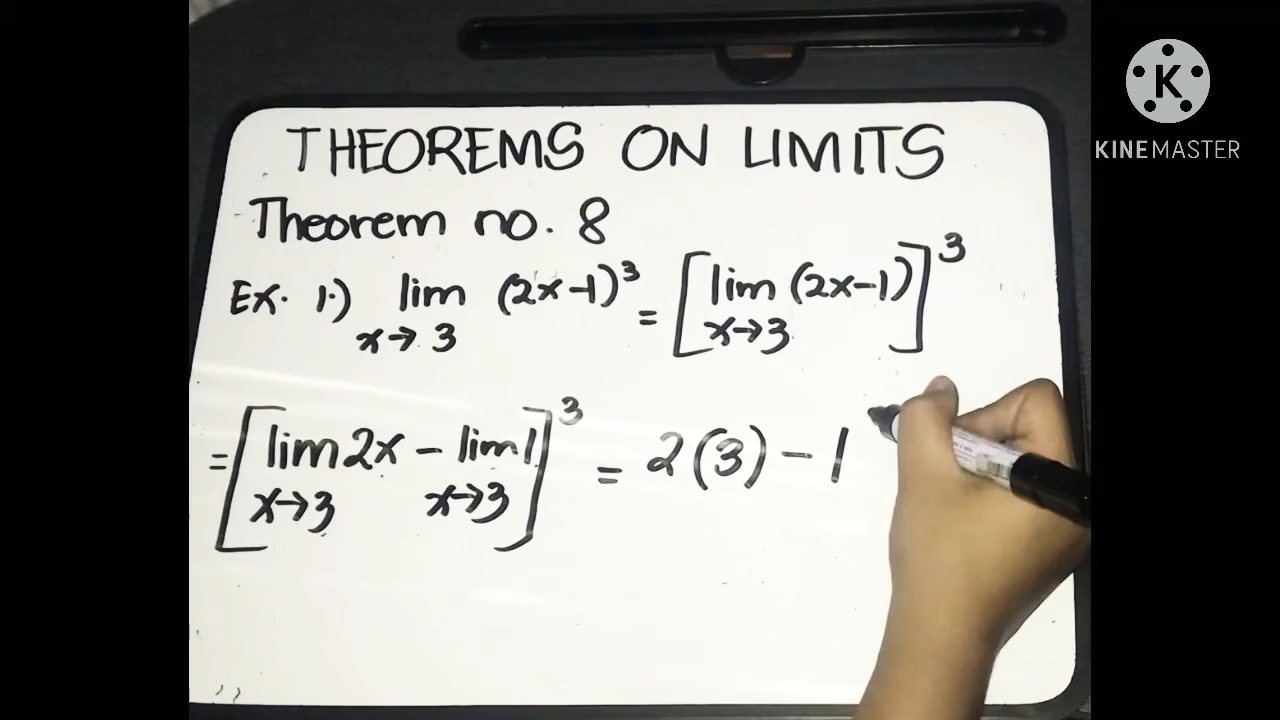 K
KINEMASTER
THEOREMS ON LIMITS
Theorem no. 8
Ex. 1.) lim (2x-1)³ = [lim (2x-1)]³
x→3 x→3
= [lim 2x - lim 1]³ = 2(3) - 1
x→3 x→3